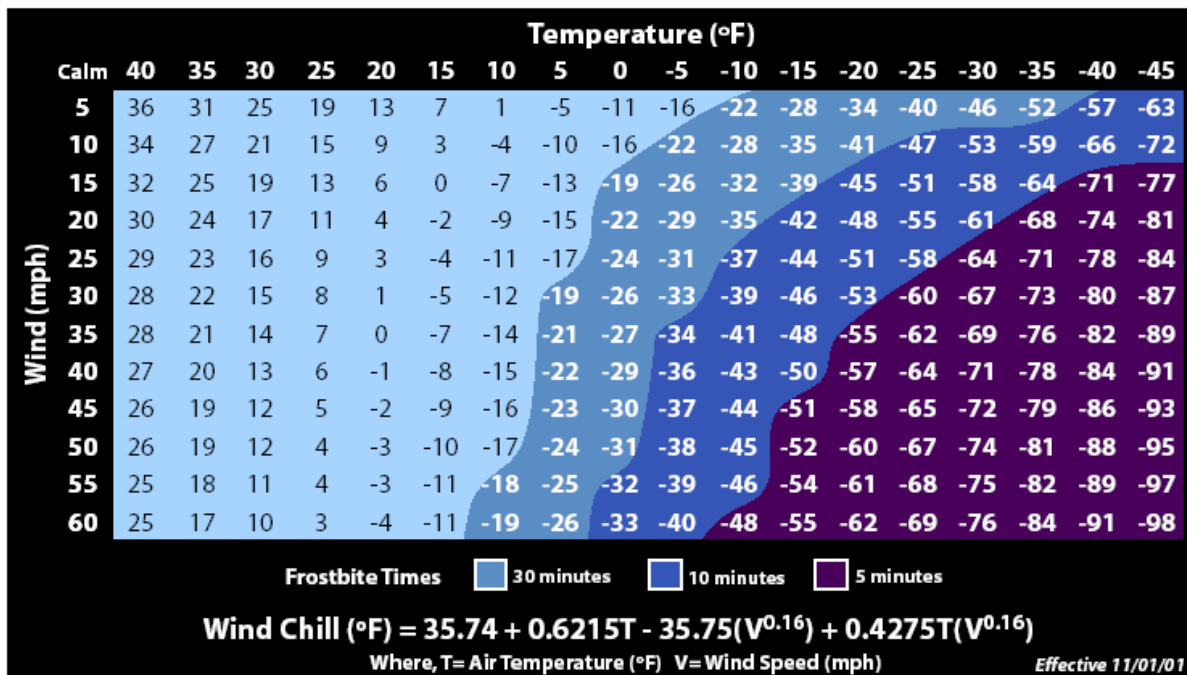 Temperature (ºF)
Calm 40 35 30 25 20 15 10 5 0 -5 -10 -15 -20 -25 -30 -35 -40 -45
Wind (mph)
5 36 31 25 19 13 7 1 -5 -11 -16 -22 -28 -34 -40 -46 -52 -57 -63
10 34 27 21 15 9 3 -4 -10 -16 -22 -28 -35 -41 -47 -53 -59 -66 -72
15 32 25 19 13 6 0 -7 -13 -19 -26 -32 -39 -45 -51 -58 -64 -71 -77
20 30 24 17 11 4 -2 -9 -15 -22 -29 -35 -42 -48 -55 -61 -68 -74 -81
25 29 23 16 9 3 -4 -11 -17 -24 -31 -37 -44 -51 -58 -64 -71 -78 -84
30 28 22 15 8 1 -5 -12 -19 -26 -33 -39 -46 -53 -60 -67 -73 -80 -87
35 28 21 14 7 0 -7 -14 -21 -27 -34 -41 -48 -55 -62 -69 -76 -82 -89
40 27 20 13 6 -1 -8 -15 -22 -29 -36 -43 -50 -57 -64 -71 -78 -84 -91
45 26 19 12 5 -2 -9 -16 -23 -30 -37 -44 -51 -58 -65 -72 -79 -86 -93
50 26 19 12 4 -3 -10 -17 -24 -31 -38 -45 -52 -60 -67 -74 -81 -88 -95
55 25 18 11 4 -3 -11 -18 -25 -32 -39 -46 -54 -61 -68 -75 -82 -89 -97
60 25 17 10 3 -4 -11 -19 -26 -33 -40 -48 -55 -62 -69 -76 -84 -91 -98
Frostbite Times 30 minutes 10 minutes 5 minutes
Wind Chill (ºF) = 35.74 + 0.6215T - 35.75(V^0.16) + 0.4275T(V^0.16)
Where, T= Air Temperature (ºF) V= Wind Speed (mph) Effective 11/01/01